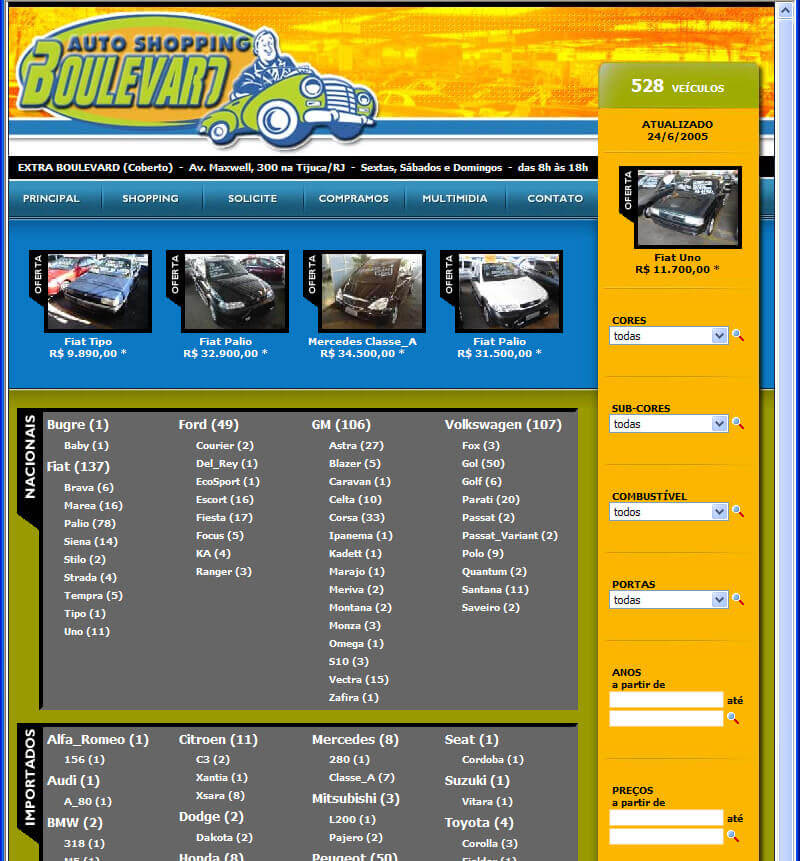 AUTO SHOPPING
BOULEVARD
528 VEÍCULOS
ATUALIZADO
24/6/2005
EXTRA BOULEVARD (Coberto) - Av. Maxwell, 300 na Tijuca/RJ - Sextas, Sábados e Domingos - das 8h às 18h
PRINCIPAL SHOPPING SOLICITE COMPRAMOS MULTIMIDIA CONTATO
OFERTA
Fiat Uno
R$ 11.700,00 *
OFERTA OFERTA OFERTA OFERTA
Fiat Tipo Fiat Palio Mercedes Classe_A Fiat Palio
R$ 9.890,00 * R$ 32.900,00 * R$ 34.500,00 * R$ 31.500,00 *
CORES
todas
SUB-CORES
todas
COMBUSTÍVEL
todos
PORTAS
todas
ANOS
a partir de
até
PREÇOS
a partir de
até
NACIONAIS
Bugre (1)
Baby (1)
Fiat (137)
Brava (6)
Marea (16)
Palio (78)
Siena (14)
Stilo (2)
Strada (4)
Tempra (5)
Tipo (1)
Uno (11)
Ford (49)
Courier (2)
Del_Rey (1)
EcoSport (1)
Escort (16)
Fiesta (17)
Focus (5)
KA (4)
Ranger (3)
GM (106)
Astra (27)
Blazer (5)
Caravan (1)
Celta (10)
Corsa (33)
Ipanema (1)
Kadett (1)
Marajo (1)
Meriva (2)
Montana (2)
Monza (3)
Omega (1)
S10 (3)
Vectra (15)
Zafira (1)
Volkswagen (107)
Fox (3)
Gol (50)
Golf (6)
Parati (20)
Passat (2)
Passat_Variant (2)
Polo (9)
Quantum (2)
Santana (11)
Saveiro (2)
IMPORTADOS
Alfa_Romeo (1)
156 (1)
Audi (1)
A_80 (1)
BMW (2)
318 (1)
Citroen (11)
C3 (2)
Xantia (1)
Xsara (8)
Dodge (2)
Dakota (2)
Honda (8)
Mercedes (8)
280 (1)
Classe_A (7)
Mitsubishi (3)
L200 (1)
Pajero (2)
Peugeot (50)
Seat (1)
Cordoba (1)
Suzuki (1)
Vitara (1)
Toyota (4)
Corolla (3)